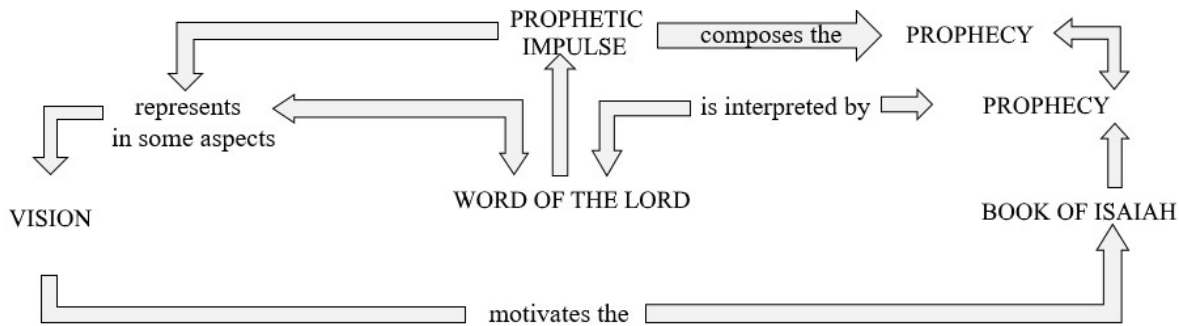 PROPHETIC
IMPULSE
composes the
PROPHECY
represents
in some aspects
is interpreted by
PROPHECY
WORD OF THE LORD
VISION
BOOK OF ISAIAH
motivates the